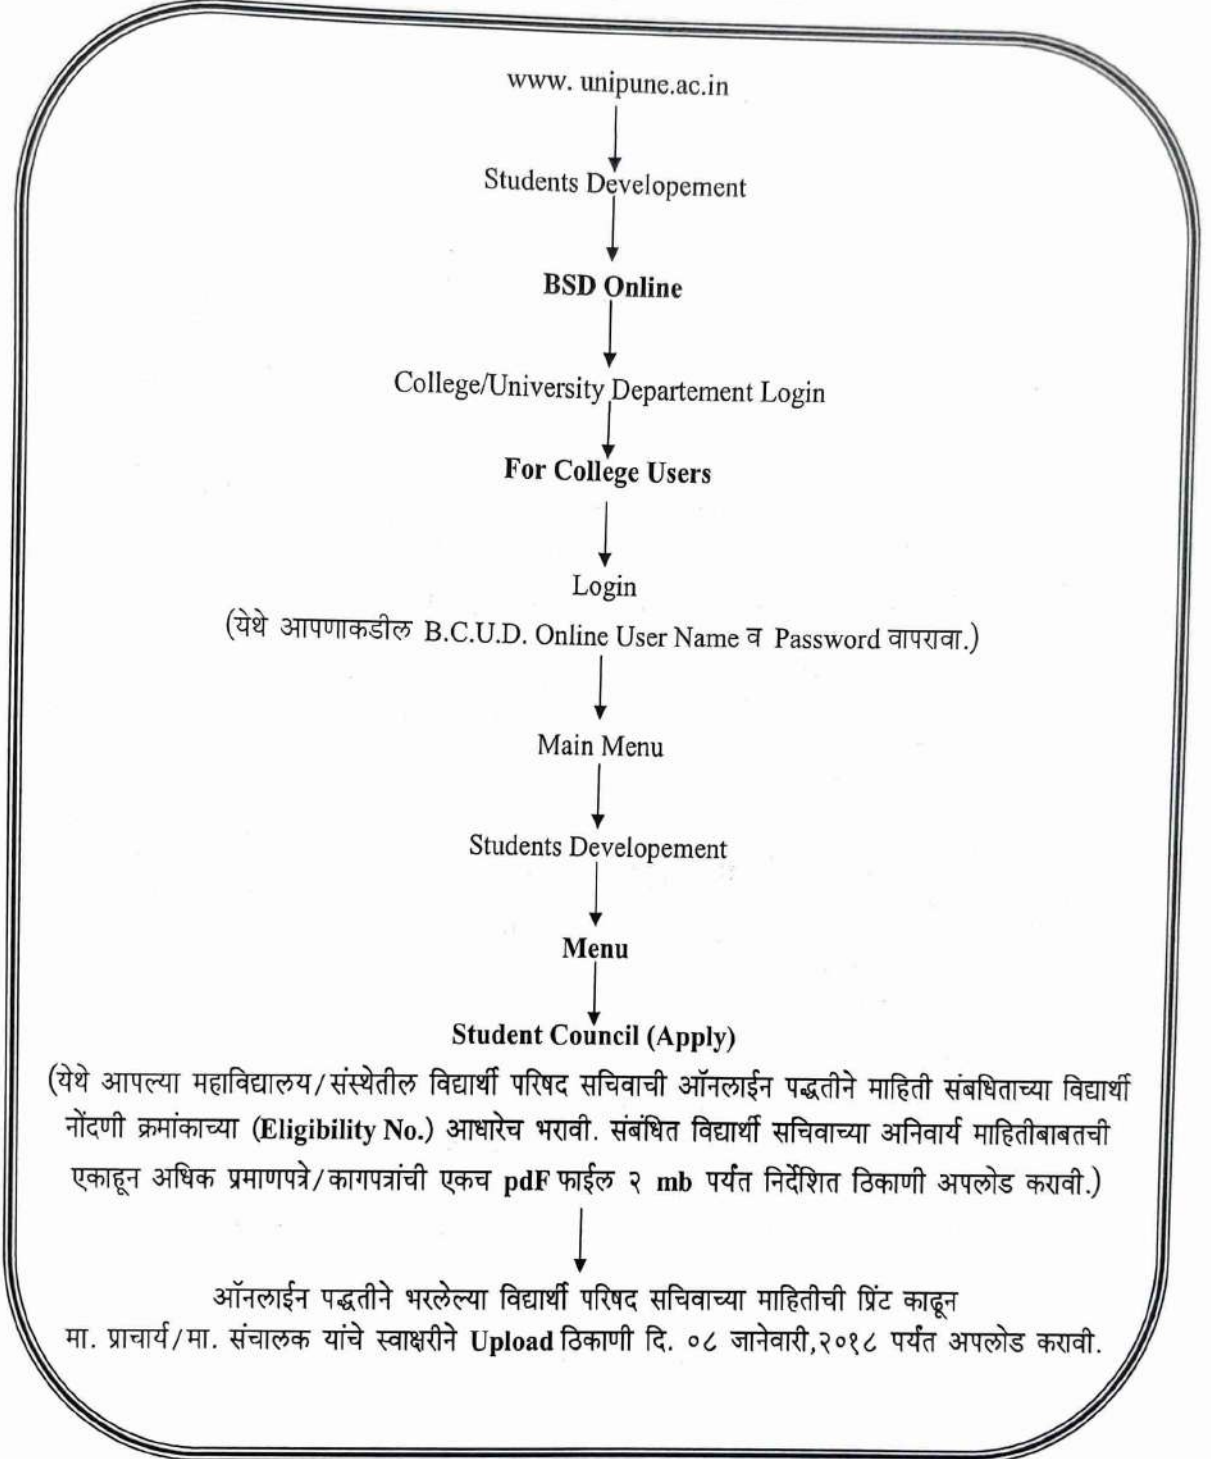 www. unipune.ac.in
Students Developement
BSD Online
College/University Departement Login
For College Users
Login
(येथे आपणाकडील B.C.U.D. Online User Name व Password वापरावा.)
Main Menu
Students Developement
Menu
Student Council (Apply)
(येथे आपल्या महाविद्यालय/संस्थेतील विद्यार्थी परिषद सचिवाची ऑनलाईन पद्धतीने माहिती संबधिताच्या विद्यार्थी
नोंदणी क्रमांकाच्या (Eligibility No.) आधारेच भरावी. संबंधित विद्यार्थी सचिवाच्या अनिवार्य माहितीबाबतची
एकाहून अधिक प्रमाणपत्रे/कागपत्रांची एकच pdF फाईल २ mb पर्यंत निर्देशित ठिकाणी अपलोड करावी.)
ऑनलाईन पद्धतीने भरलेल्या विद्यार्थी परिषद सचिवाच्या माहितीची प्रिंट काढून
मा. प्राचार्य/मा. संचालक यांचे स्वाक्षरीने Upload ठिकाणी दि. ०८ जानेवारी,२०१८ पर्यंत अपलोड करावी.